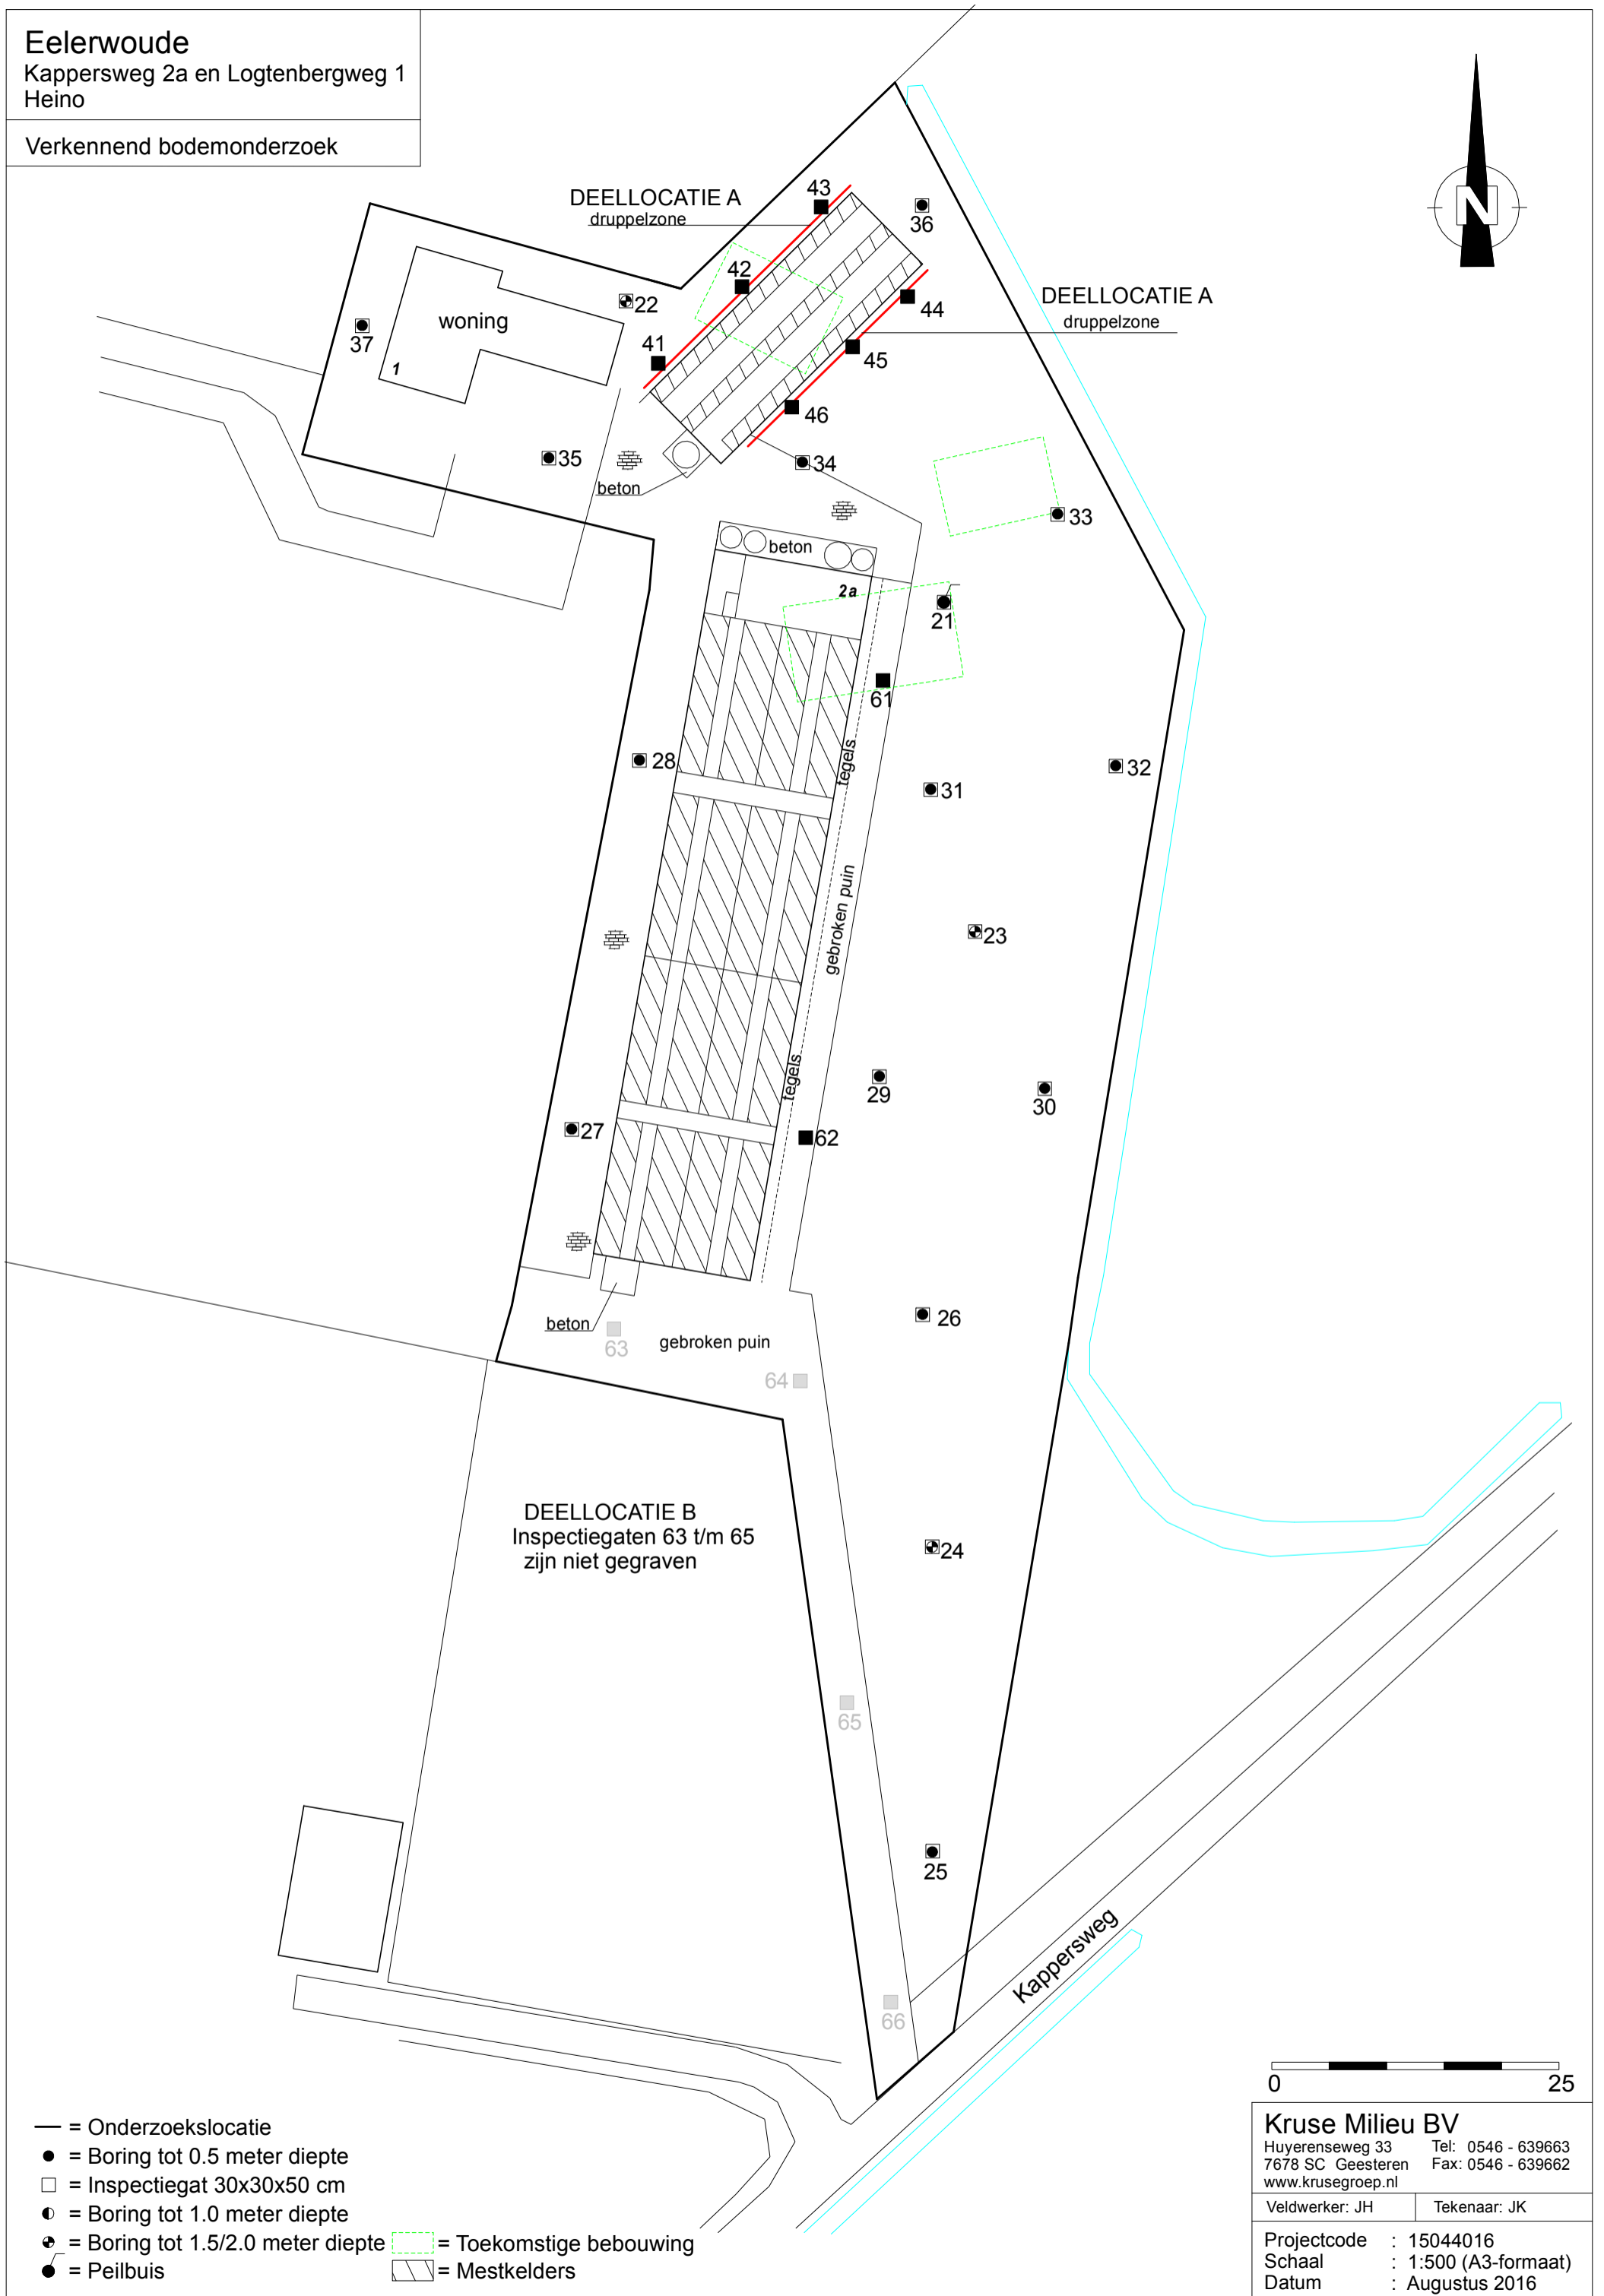 Eelerwoude
Kappersweg 2a en Logtenbergweg 1
Heino
Verkennend bodemonderzoek
N
DEELLOCATIE A
druppelzone
43
36
42
44
DEELLOCATIE A
druppelzone
22
woning
37
1
41
45
46
35
34
beton
33
beton
2a
21
61
28
tegels
31
32
gebroken puin
23
tegels
29
30
27
62
26
beton
63
gebroken puin
64
DEELLOCATIE B
Inspectiegaten 63 t/m 65
zijn niet gegraven
24
65
25
Kappersweg
66
0 25
— = Onderzoekslocatie
= Boring tot 0.5 meter diepte
= Inspectiegat 30x30x50 cm
= Boring tot 1.0 meter diepte
= Boring tot 1.5/2.0 meter diepte
= Peilbuis
= Toekomstige bebouwing
= Mestkelders
Kruse Milieu BV
Huyerenseweg 33 Tel: 0546 - 639663
7678 SC Geesteren Fax: 0546 - 639662
www.krusegroep.nl
Veldwerker: JH Tekenaar: JK
Projectcode : 15044016
Schaal : 1:500 (A3-formaat)
Datum : Augustus 2016